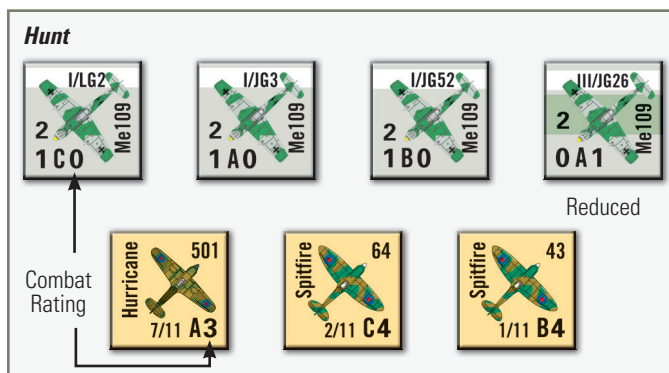 Hunt
I/LG2
Me109
2
1 C 0
I/JG3
Me109
2
1 A 0
I/JG52
Me109
2
1 B 0
III/JG26
Me109
2
0 A 1
Reduced
Combat
Rating
Hurricane
501
7/11 A3
Spitfire
64
2/11 C4
Spitfire
43
1/11 B4